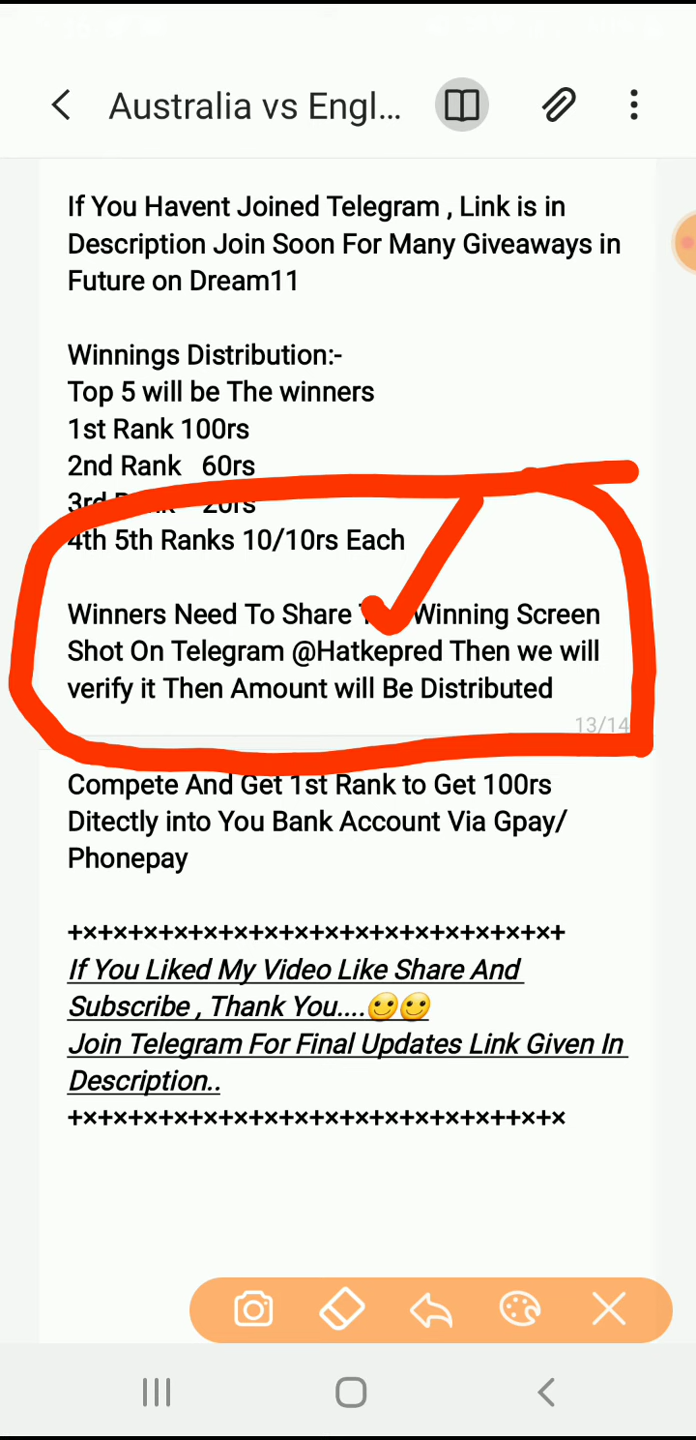 Australia vs Engl...
If You Havent Joined Telegram , Link is in
Description Join Soon For Many Giveaways in
Future on Dream11
Winnings Distribution:-
Top 5 will be The winners
1st Rank 100rs
2nd Rank 60rs
3rd Rank 20rs
4th 5th Ranks 10/10rs Each
Winners Need To Share Winning Screen
Shot On Telegram @Hatkepred Then we will
verify it Then Amount will Be Distributed
13/14
Compete And Get 1st Rank to Get 100rs
Ditectly into You Bank Account Via Gpay/
Phonepay
+×+×+×+×+×+×+×+×+×+×+×+×+×+×+×+×+
If You Liked My Video Like Share And
Subscribe , Thank You....🙂🙂
Join Telegram For Final Updates Link Given In
Description..
+×+×+×+×+×+×+×+×+×+×+×+×+×+×++×+×